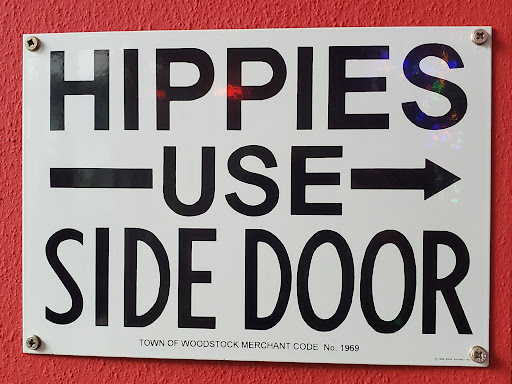 HIPPIES
USE
SIDE DOOR
TOWN OF WOODSTOCK MERCHANT CODE No. 1969